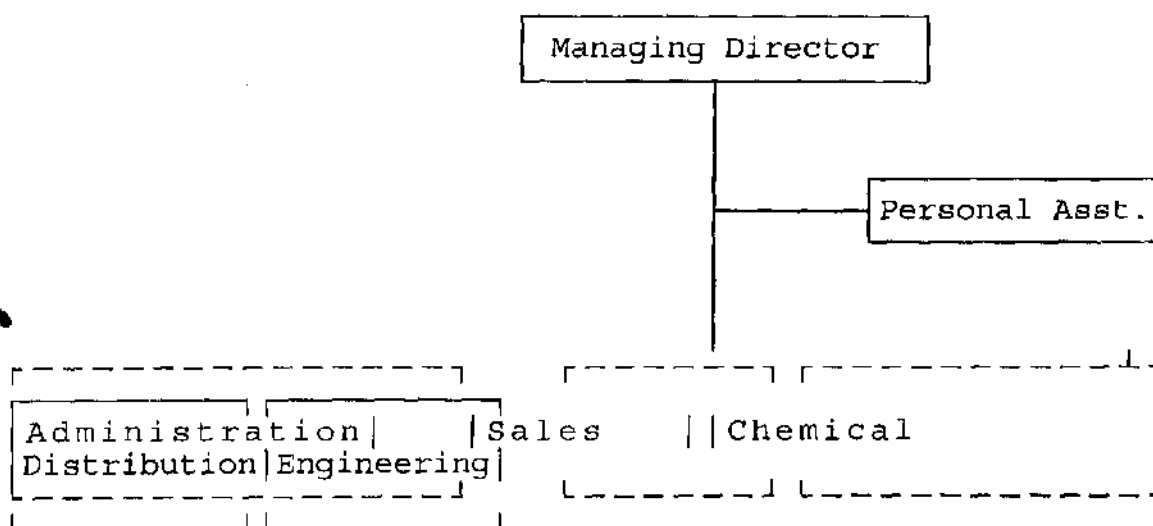 Managing Director
Personal Asst.
Administration| |Sales ||Chemical
Distribution|Engineering|